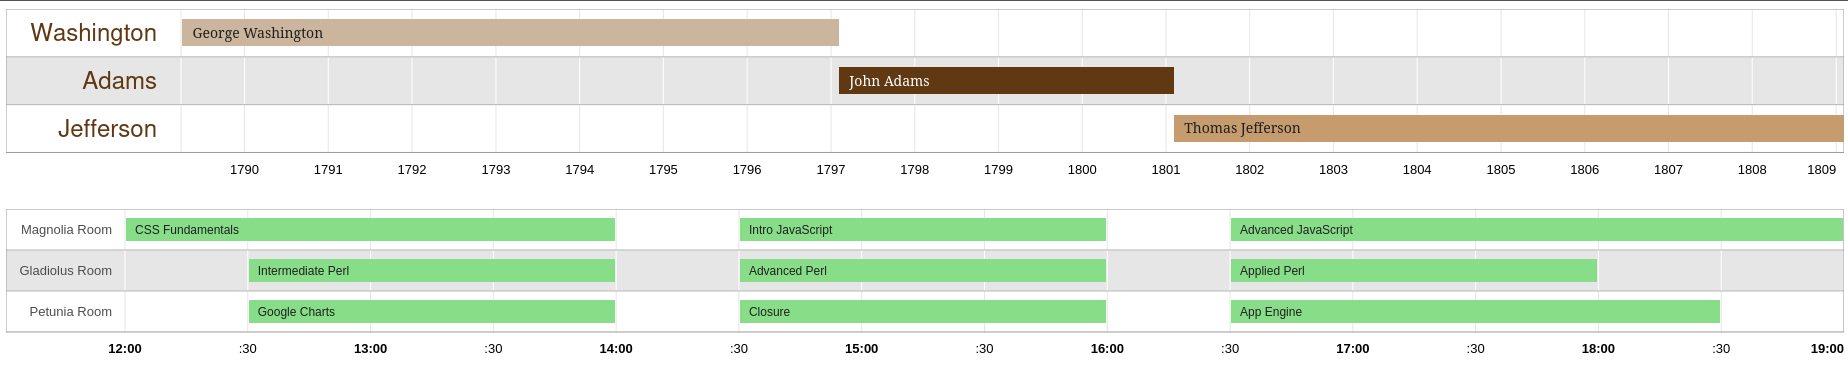 Washington George Washington
Adams John Adams
Jefferson Thomas Jefferson
1790 1791 1792 1793 1794 1795 1796 1797 1798 1799 1800 1801 1802 1803 1804 1805 1806 1807 1808 1809
Magnolia Room CSS Fundamentals Intro JavaScript Advanced JavaScript
Gladiolus Room Intermediate Perl Advanced Perl Applied Perl
Petunia Room Google Charts Closure App Engine
12:00 :30 13:00 :30 14:00 :30 15:00 :30 16:00 :30 17:00 :30 18:00 :30 19:00